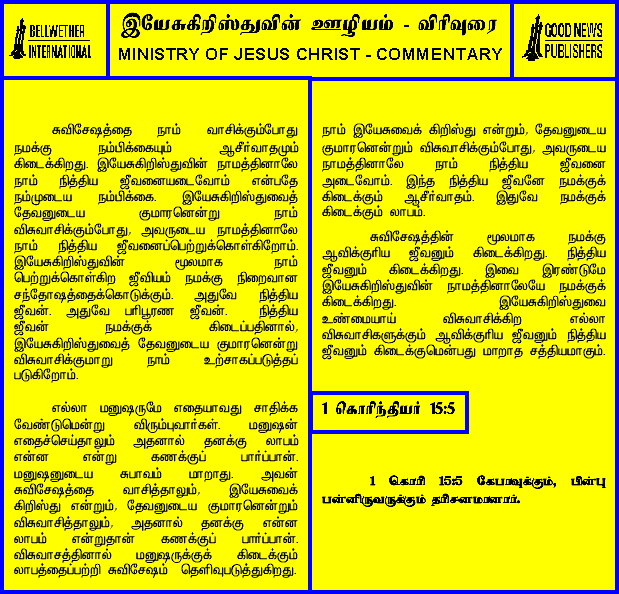 BELLWETHER
INTERNATIONAL
இயேசுகிறிஸ்துவின் ஊழியம் - விரிவுரை
MINISTRY OF JESUS CHRIST - COMMENTARY
GOOD NEWS
PUBLISHERS
சுவிசேஷத்தை நாம் வாசிக்கும்போது
நமக்கு நம்பிக்கையும் ஆசீர்வாதமும்
கிடைக்கிறது. இயேசுகிறிஸ்துவின் நாமத்தினாலே
நாம் நித்திய ஜீவனையடைவோம் என்பதே
நம்முடைய நம்பிக்கை. இயேசுகிறிஸ்துவைத்
தேவனுடைய குமாரனென்று நாம்
விசுவாசிக்கும்போது, அவருடைய நாமத்தினாலே
நாம் நித்திய ஜீவனைப்பெற்றுக்கொள்கிறோம்.
இயேசுகிறிஸ்துவின் மூலமாக நாம்
பெற்றுக்கொள்கிற ஜீவியம் நமக்கு நிறைவான
சந்தோஷத்தைக்கொடுக்கும். அதுவே நித்திய
ஜீவன். அதுவே பரிபூரண ஜீவன். நித்திய
ஜீவன் நமக்குக் கிடைப்பதினால்,
இயேசுகிறிஸ்துவைத் தேவனுடைய குமாரனென்று
விசுவாசிக்குமாறு நாம் உற்சாகப்படுத்தப்
படுகிறோம்.
எல்லா மனுஷருமே எதையாவது சாதிக்க
வேண்டுமென்று விரும்புவார்கள். மனுஷன்
எதைச்செய்தாலும் அதனால் தனக்கு லாபம்
என்ன என்று கணக்குப் பார்ப்பான்.
மனுஷனுடைய சுபாவம் மாறாது. அவன்
சுவிசேஷத்தை வாசித்தாலும், இயேசுவைக்
கிறிஸ்து என்றும், தேவனுடைய குமாரனென்றும்
விசுவாசித்தாலும், அதனால் தனக்கு என்ன
லாபம் என்றுதான் கணக்குப் பார்ப்பான்.
விசுவாசத்தினால் மனுஷருக்குக் கிடைக்கும்
லாபத்தைப்பற்றி சுவிசேஷம் தெளிவுபடுத்துகிறது.
நாம் இயேசுவைக் கிறிஸ்து என்றும், தேவனுடைய
குமாரனென்றும் விசுவாசிக்கும்போது, அவருடைய
நாமத்தினாலே நாம் நித்திய ஜீவனை
அடைவோம். இந்த நித்திய ஜீவனே நமக்குக்
கிடைக்கும் ஆசீர்வாதம். இதுவே நமக்குக்
கிடைக்கும் லாபம்.
சுவிசேஷத்தின் மூலமாக நமக்கு
ஆவிக்குரிய ஜீவனும் கிடைக்கிறது. நித்திய
ஜீவனும் கிடைக்கிறது. இவை இரண்டுமே
இயேசுகிறிஸ்துவின் நாமத்தினாலேயே நமக்குக்
கிடைக்கிறது. இயேசுகிறிஸ்துவை
உண்மையாய் விசுவாசிக்கிற எல்லா
விசுவாசிகளுக்கும் ஆவிக்குரிய ஜீவனும் நித்திய
ஜீவனும் கிடைக்குமென்பது மாறாத சத்தியமாகும்.
1 கொரிந்தியர் 15:5
1 கொரி 15:5 கேபாவுக்கும், பின்பு
பன்னிருவருக்கும் தரிசனமானார்.